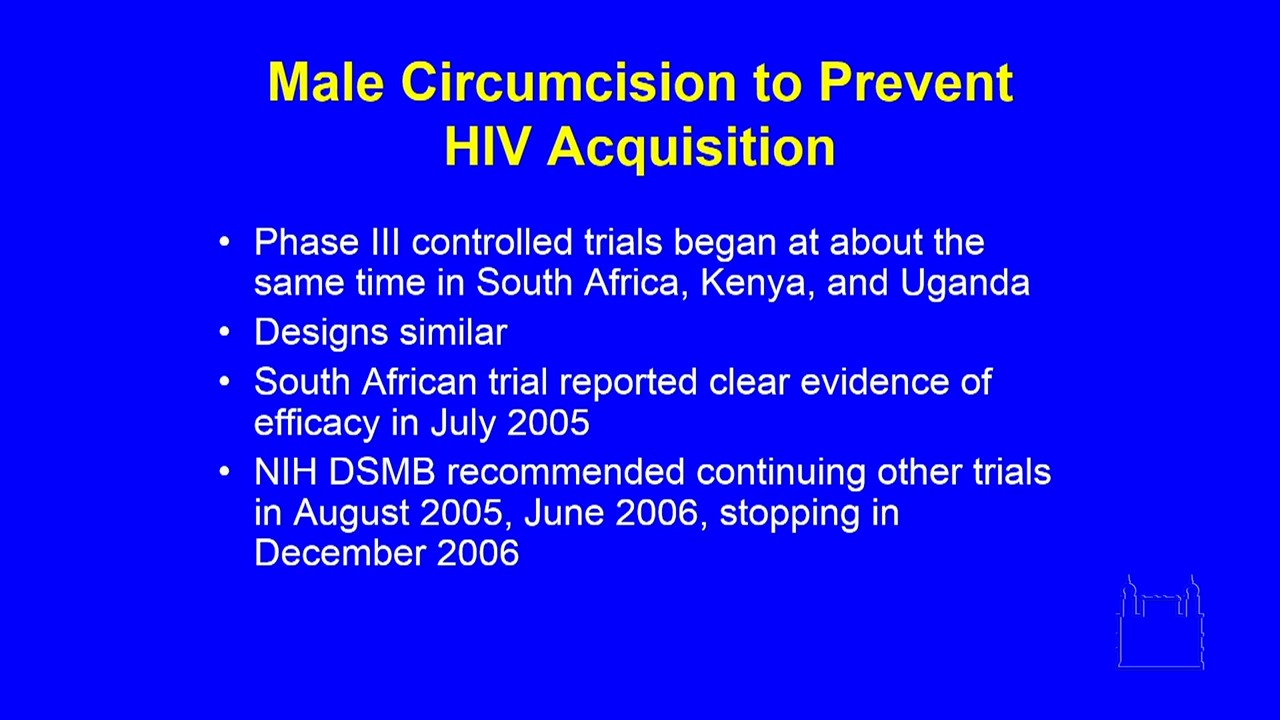 Male Circumcision to Prevent
HIV Acquisition
• Phase III controlled trials began at about the
same time in South Africa, Kenya, and Uganda
• Designs similar
• South African trial reported clear evidence of
efficacy in July 2005
• NIH DSMB recommended continuing other trials
in August 2005, June 2006, stopping in
December 2006